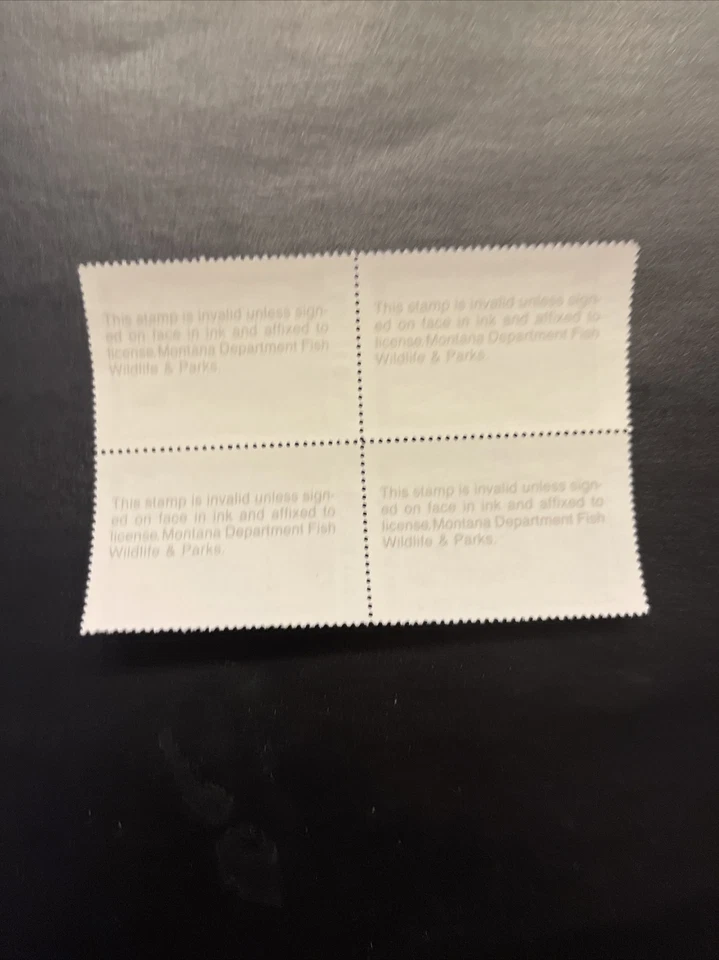 This stamp is invalid unless sign-
ed on face in ink and affixed to
license.Montana Department Fish
Wildlife & Parks.
This stamp is invalid unless sign-
ed on face in ink and affixed to
license Montana Department Fish
Wildlife & Parks.
This stamp is invalid unless sign-
ed on face in ink and affixed to
license.Montana Department Fish
Wildlife & Parks.
This stamp is invalid unless sign-
ed on face in ink and affixed to
license.Montana Department Fish
Wildlife & Parks.